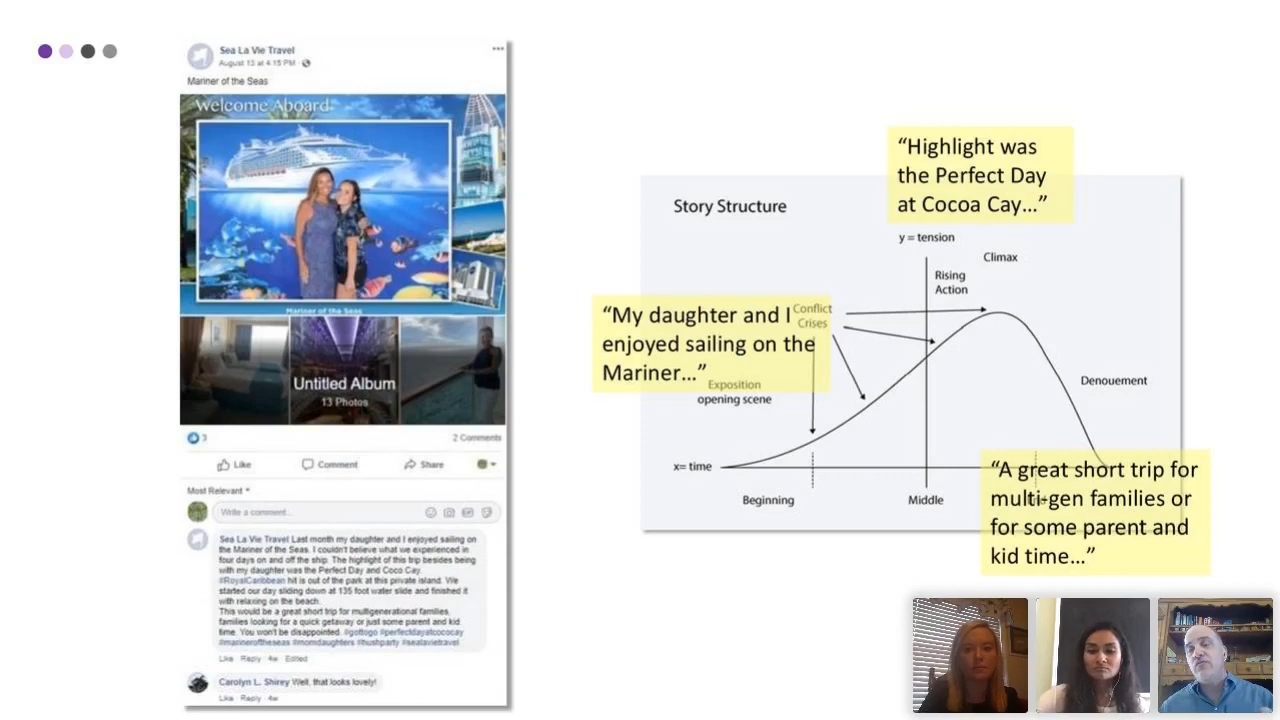 Sea La Vie Travel
August 13 at 4:15 PM ·
Mariner of the Seas
Welcome Aboard
Mariner of the Seas
Untitled Album
13 Photos
3
2 Comments
Like
Comment
Share
Most Relevant
Write a comment...
GIF
Sea La Vie Travel Last month my daughter and I enjoyed sailing on
the Mariner of the Seas. I couldn't believe what we experienced in
four days on and off the ship. The highlight of this trip besides being
with my daughter was the Perfect Day and Coco Cay.
#RoyalCaribbean hit is out of the park at this private island. We
started our day sliding down at 135 foot water slide and finished it
with relaxing on the beach.
This would be a great short trip for multigenerational families,
families looking for a quick getaway or just some parent and kid
time. You won't be disappointed. #gottogo #perfectdayatcococay
#marineroftheseas #momdaughters #hushparty #sealavietravel
Like Reply 4w Edited
Carolyn L. Shirey Well, that looks lovely!
Like Reply 4w
“Highlight was
the Perfect Day
at Cocoa Cay...”
Story Structure
y = tension
Climax
Rising
Action
Conflict
Crises
“My daughter and I
enjoyed sailing on the
Mariner...”
Exposition
opening scene
Denouement
x= time
Beginning
Middle
“A great short trip for
multi-gen families or
for some parent and
kid time...”